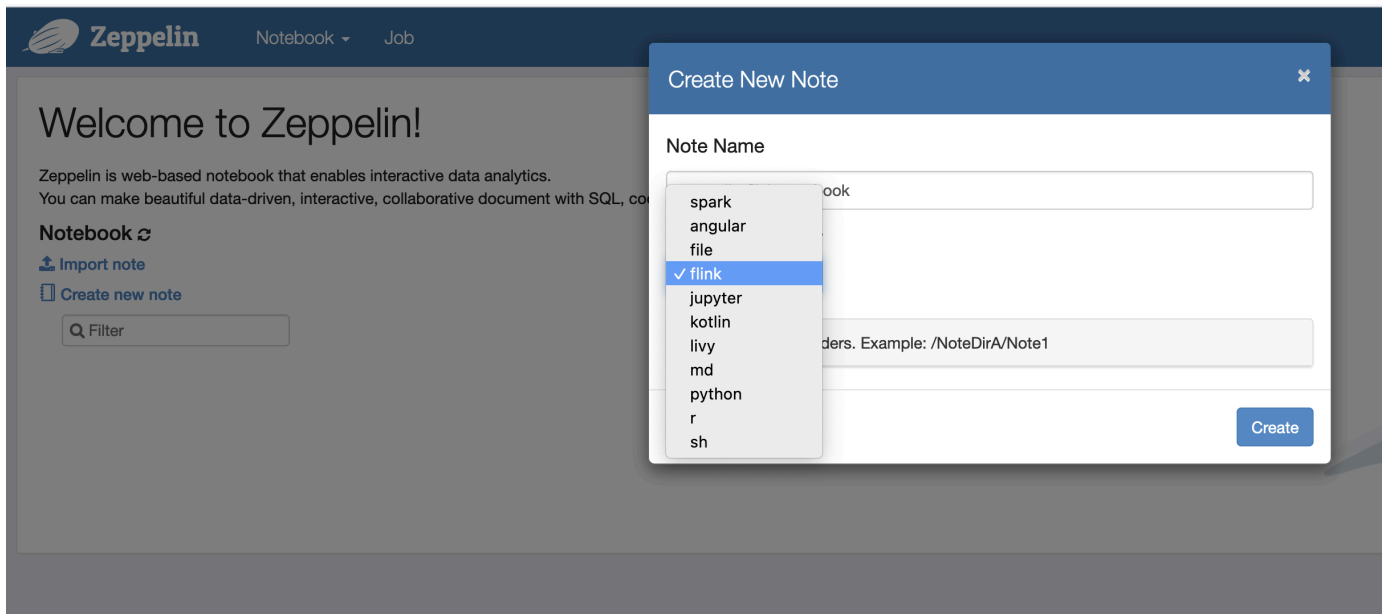 Zeppelin
Notebook
Job
Welcome to Zeppelin!
Zeppelin is web-based notebook that enables interactive data analytics.
You can make beautiful data-driven, interactive, collaborative document with SQL,
Notebook
Import note
Create new note
Filter
Create New Note
×
Note Name
ook
spark
angular
file
✓ flink
jupyter
kotlin
livy
md
python
r
sh
ders. Example: /NoteDirA/Note1
Create